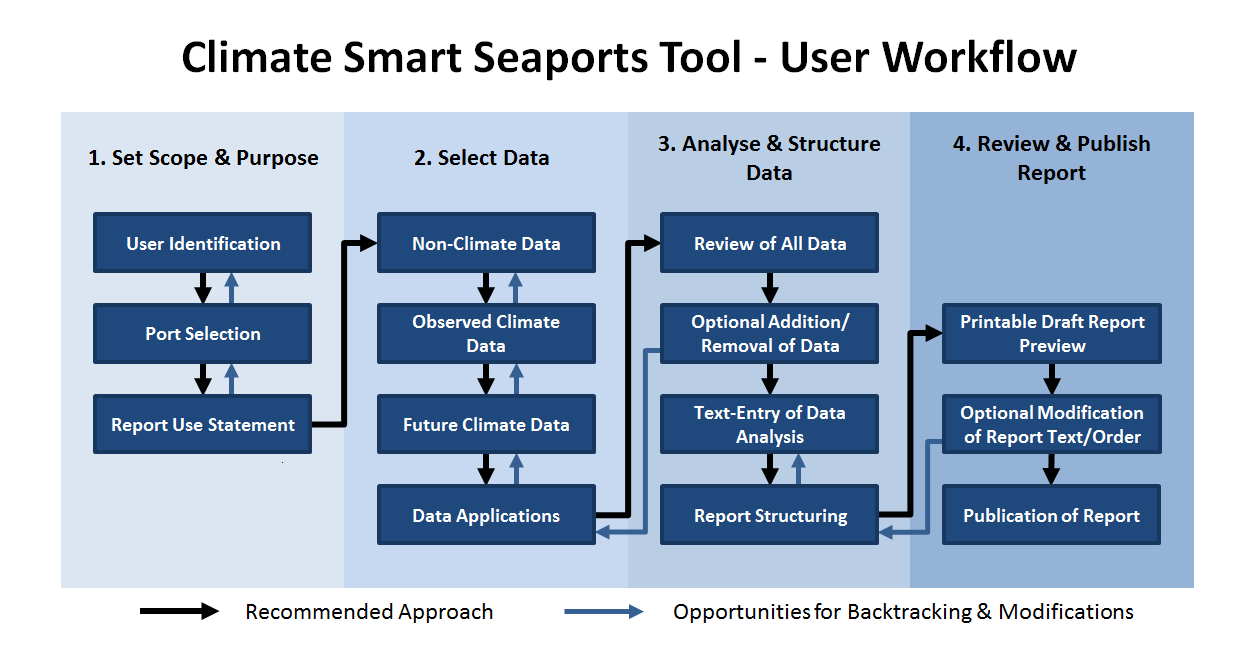 Climate Smart Seaports Tool - User Workflow
1. Set Scope & Purpose
User Identification
Port Selection
Report Use Statement
2. Select Data
Non-Climate Data
Observed Climate
Data
Future Climate Data
Data Applications
3. Analyse & Structure
Data
Review of All Data
Optional Addition/
Removal of Data
Text-Entry of Data
Analysis
Report Structuring
4. Review & Publish
Report
Printable Draft Report
Preview
Optional Modification
of Report Text/Order
Publication of Report
Recommended Approach
Opportunities for Backtracking & Modifications